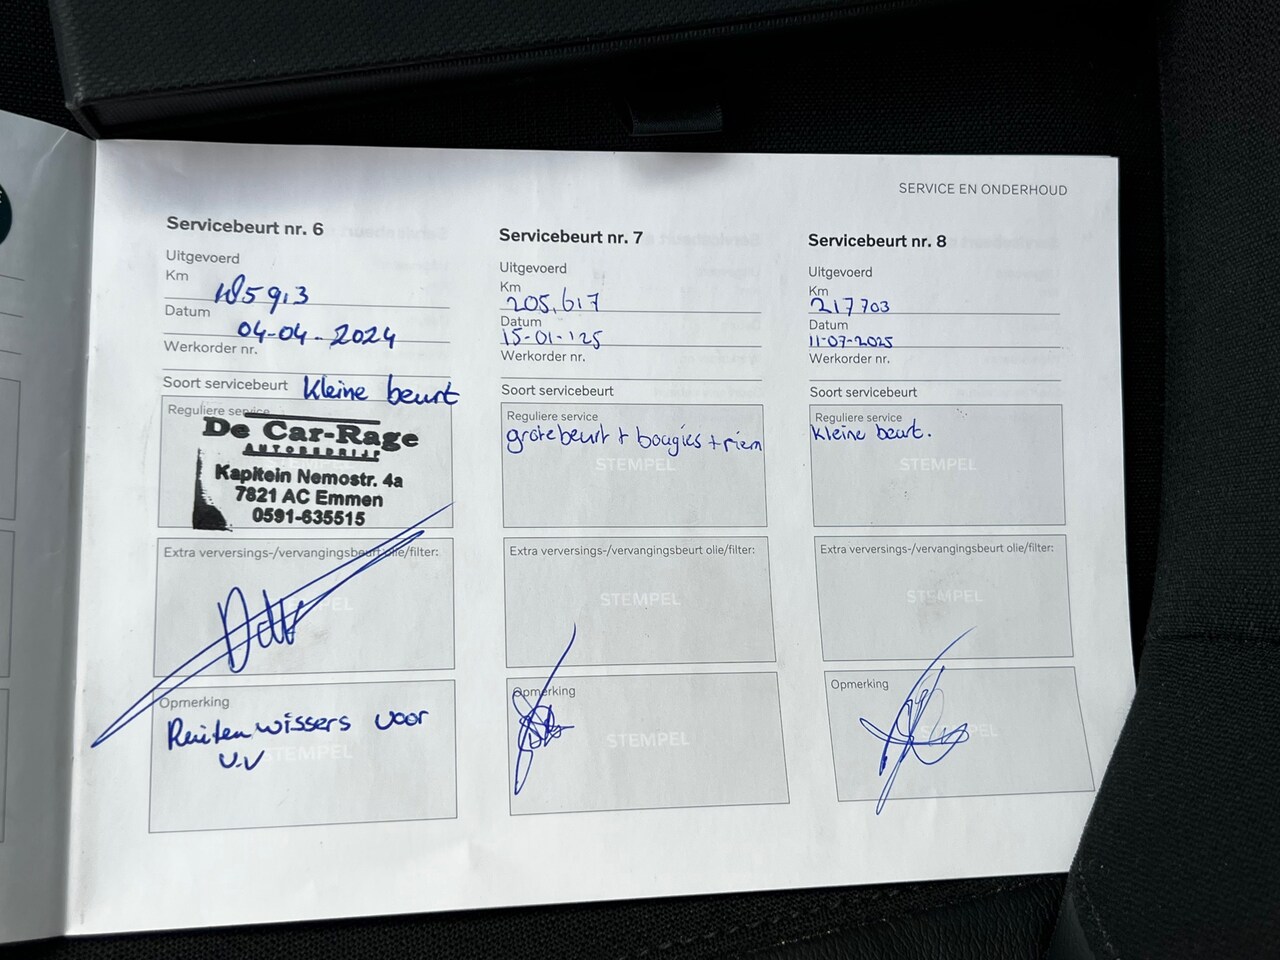 SERVICE EN ONDERHOUD
Servicebeurt nr. 6
Uitgevoerd
Km
Datum 04-04-2024
Werkorder nr.
Soort servicebeurt Kleine beurt
Reguliere service
De Car-Rage
AUTOBEDRIJF
Kapitein Nemostr. 4a
7821 AC Emmen
0591-635515
Extra verversings-/vervangingsbeurt olie/filter:
STEMPEL
Opmerking
Ruitenwissers voor
V.V
STEMPEL
Servicebeurt nr. 7
Uitgevoerd
Km
205.617
Datum
15-01-'25
Werkorder nr.
Soort servicebeurt
Reguliere service
grote beurt + bougies + riem
STEMPEL
Extra verversings-/vervangingsbeurt olie/filter:
STEMPEL
Opmerking
STEMPEL
Servicebeurt nr. 8
Uitgevoerd
Km
217703
Datum
11-07-2025
Werkorder nr.
Soort servicebeurt
Reguliere service
kleine beurt.
STEMPEL
Extra verversings-/vervangingsbeurt olie/filter:
STEMPEL
Opmerking
STEMPEL